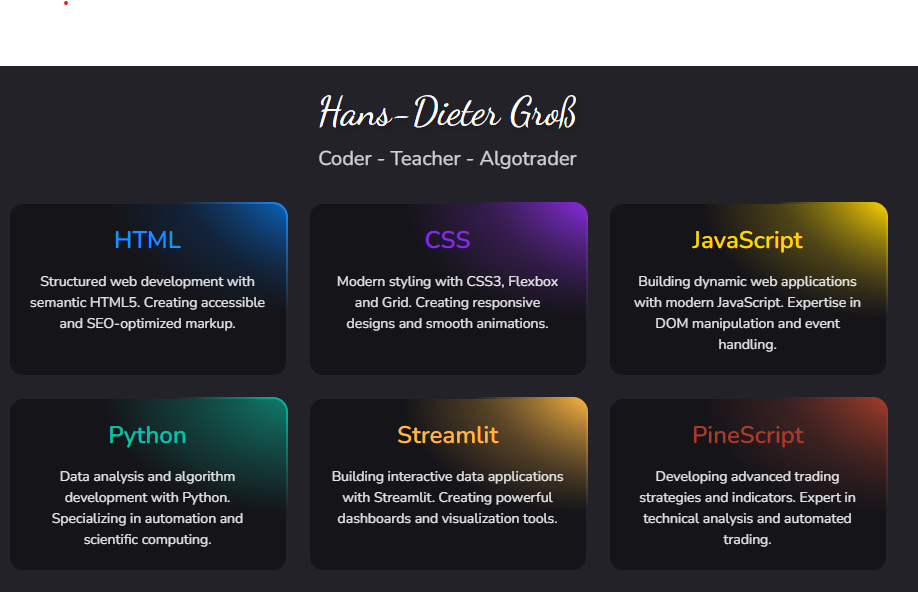 Hans-Dieter Groß
Coder - Teacher - Algotrader
HTML
Structured web development with
semantic HTML5. Creating accessible
and SEO-optimized markup.
CSS
Modern styling with CSS3, Flexbox
and Grid. Creating responsive
designs and smooth animations.
JavaScript
Building dynamic web applications
with modern JavaScript. Expertise in
DOM manipulation and event
handling.
Python
Data analysis and algorithm
development with Python.
Specializing in automation and
scientific computing.
Streamlit
Building interactive data applications
with Streamlit. Creating powerful
dashboards and visualization tools.
PineScript
Developing advanced trading
strategies and indicators. Expert in
technical analysis and automated
trading.